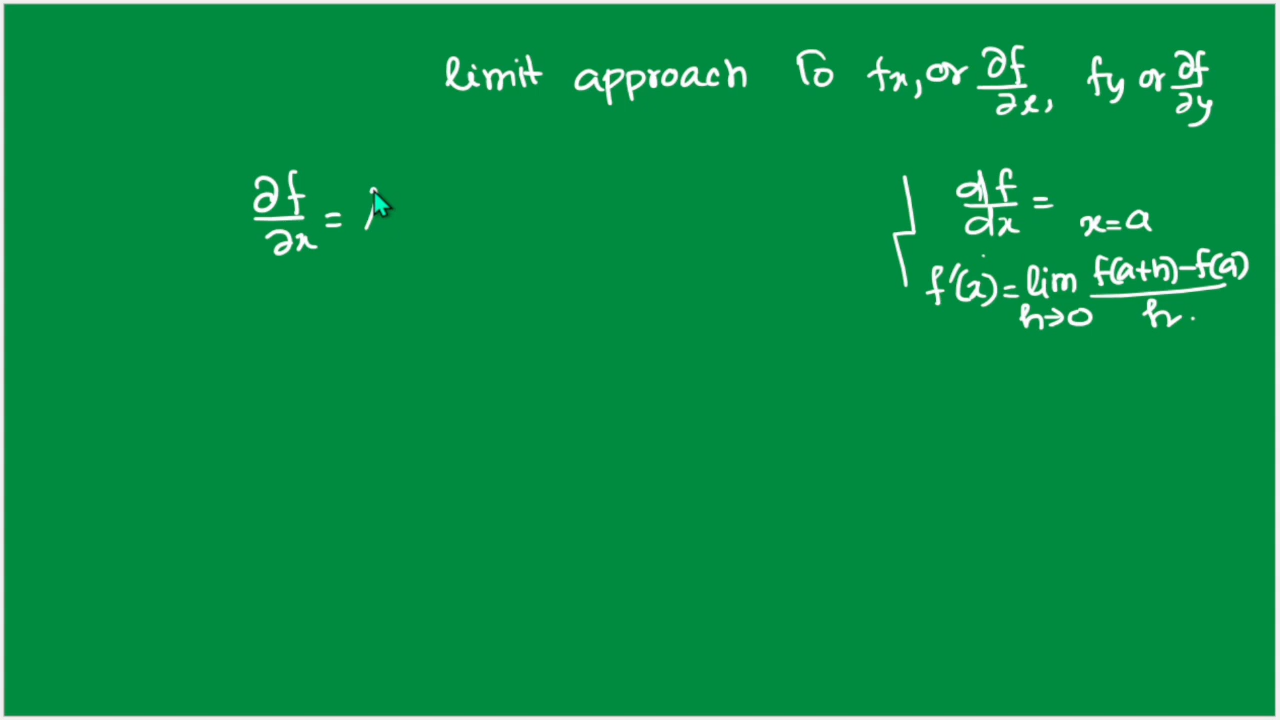 limit approach To fx, or ∂f/∂x, fy or ∂f/∂y
∂f/∂x =
df/dx = x=a
f'(x) = lim h→0 f(a+h)-f(a)/h.